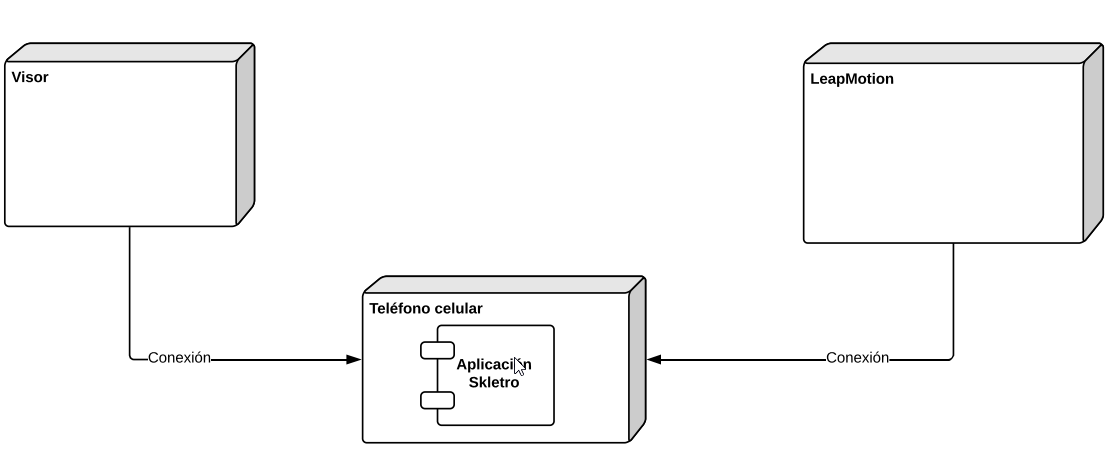 Visor
LeapMotion
Teléfono celular
Aplicación
Skletro
Conexión
Conexión